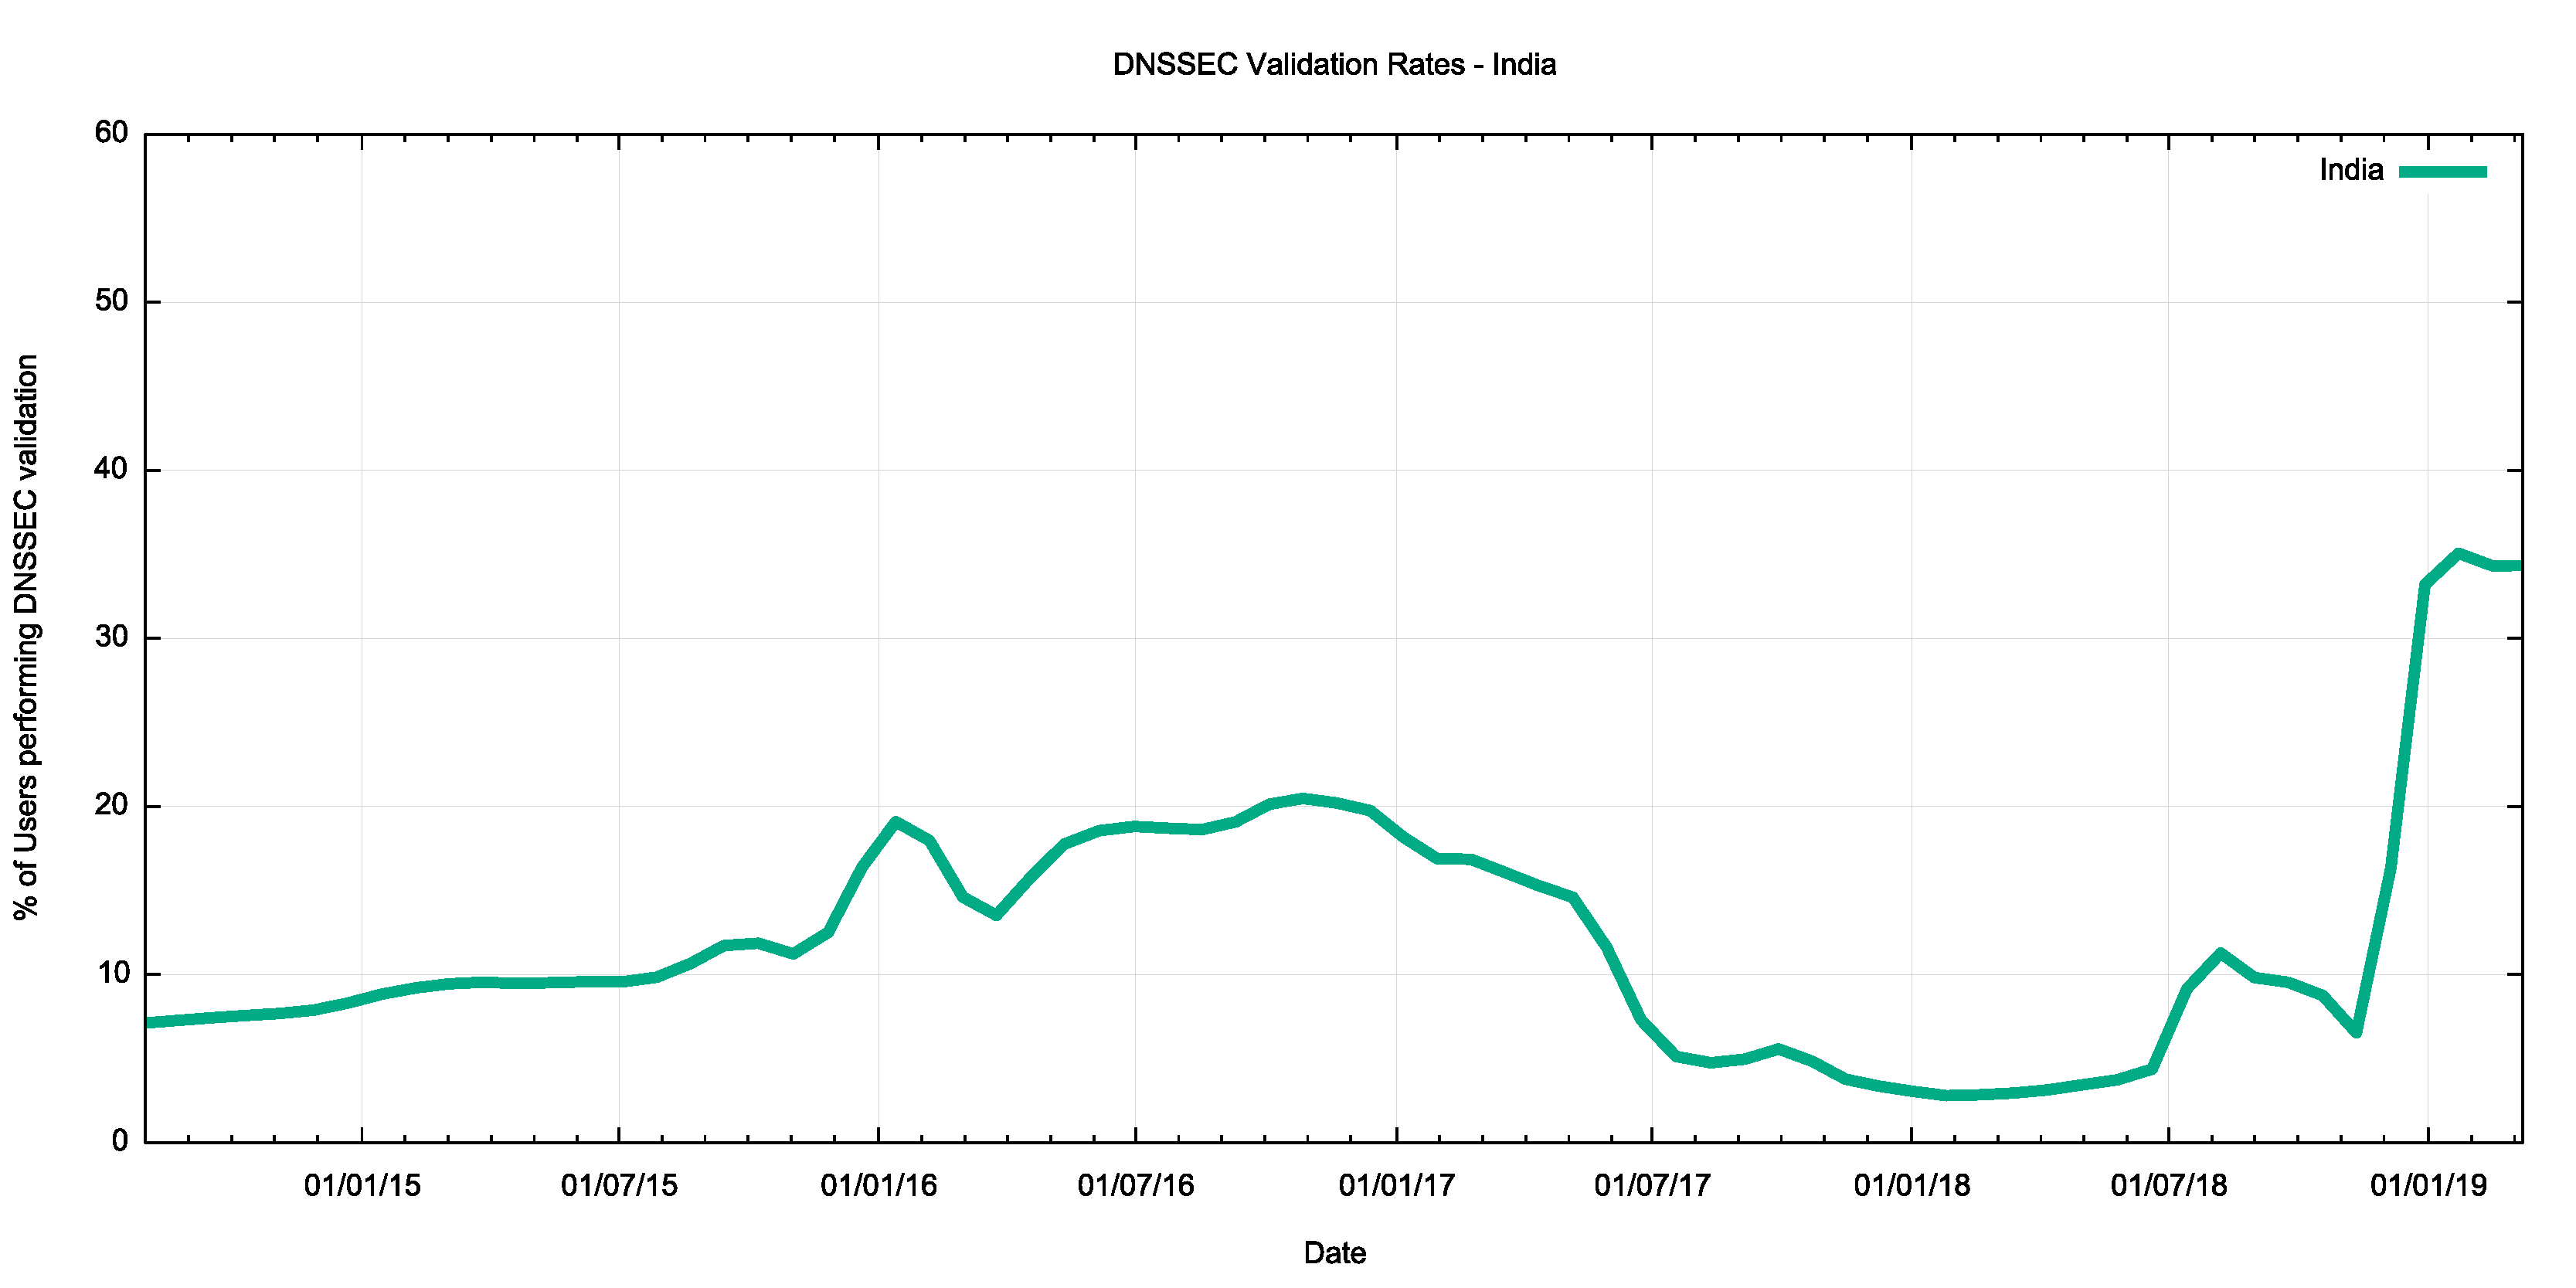 DNSSEC Validation Rates - India
India
% of Users performing DNSSEC validation
60
50
40
30
20
10
0
01/01/15 01/07/15 01/01/16 01/07/16 01/01/17 01/07/17 01/01/18 01/07/18 01/01/19
Date